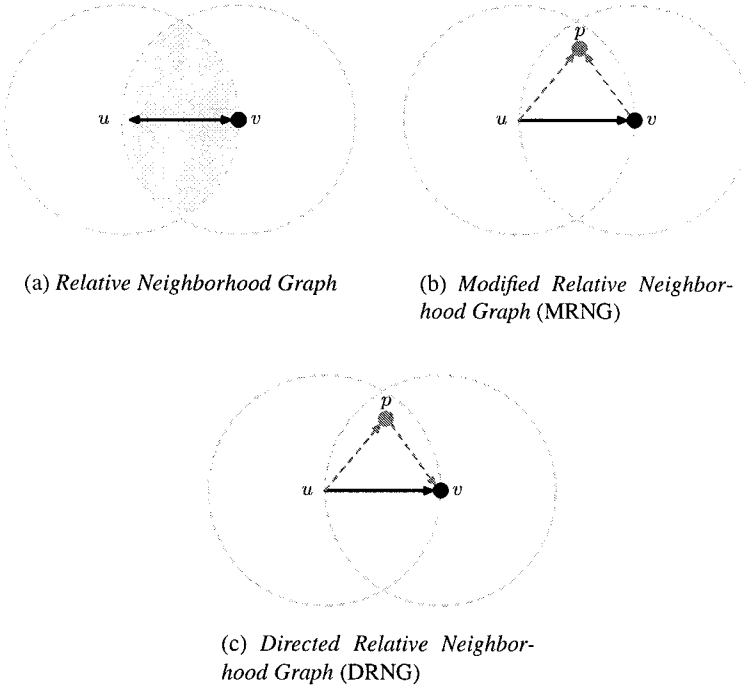 p
u v
p
u v
(a) Relative Neighborhood Graph
(b) Modified Relative Neighbor-
hood Graph (MRNG)
p
u v
(c) Directed Relative Neighbor-
hood Graph (DRNG)